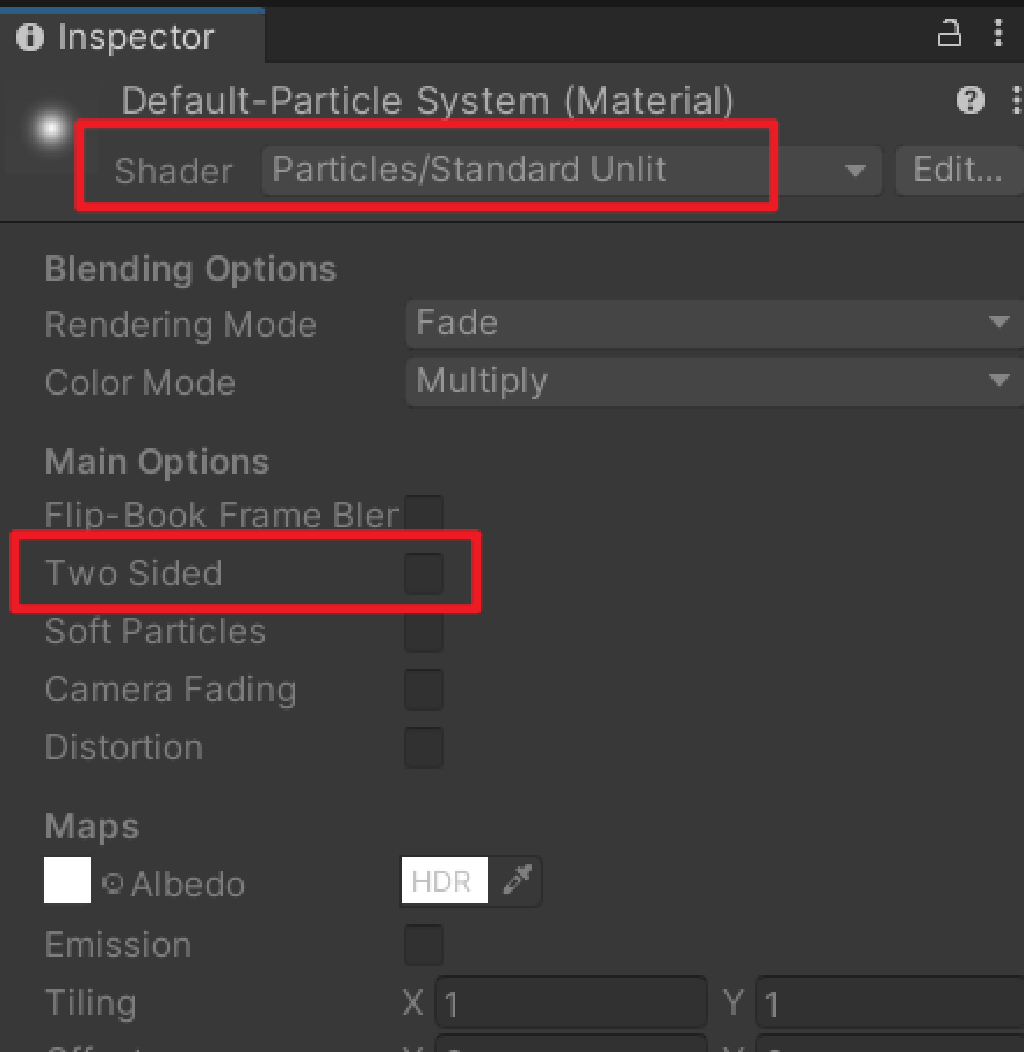 Inspector
Default-Particle System (Material)
Shader Particles/Standard Unlit Edit...
Blending Options
Rendering Mode Fade
Color Mode Multiply
Main Options
Flip-Book Frame Bler
Two Sided
Soft Particles
Camera Fading
Distortion
Maps
Albedo HDR
Emission
Tiling X 1 Y 1